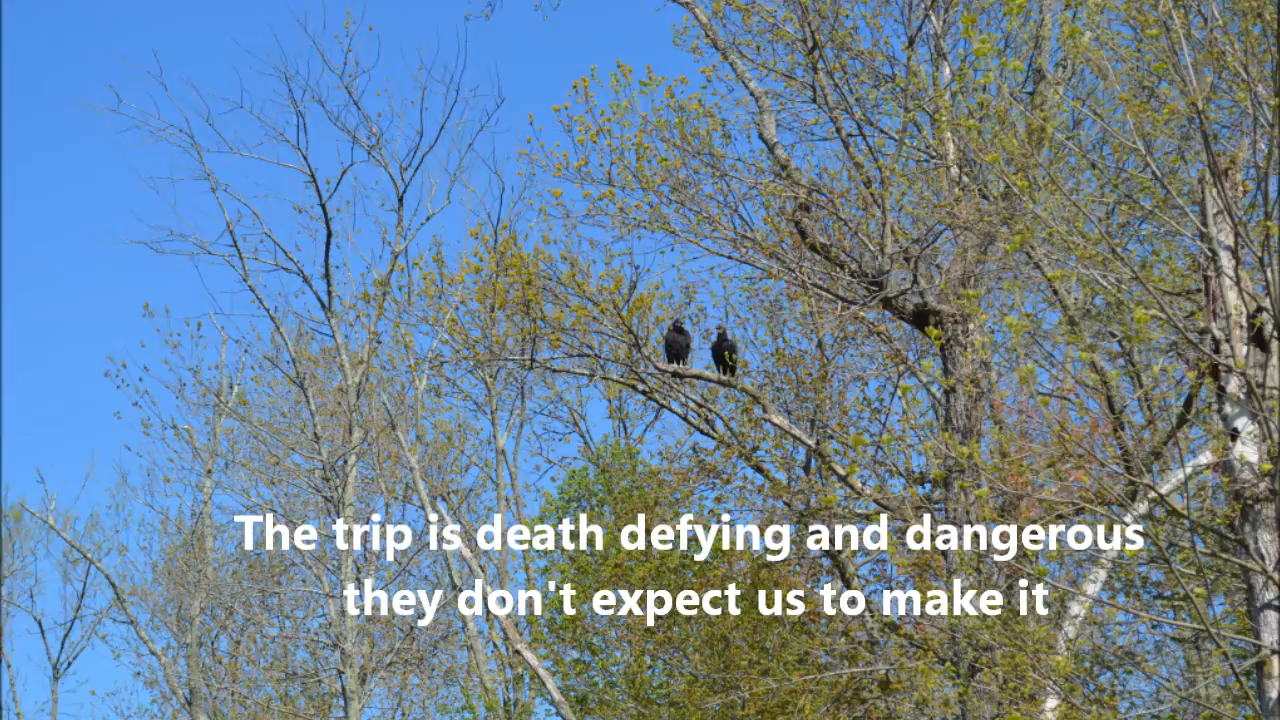 The trip is death defying and dangerous
they don't expect us to make it